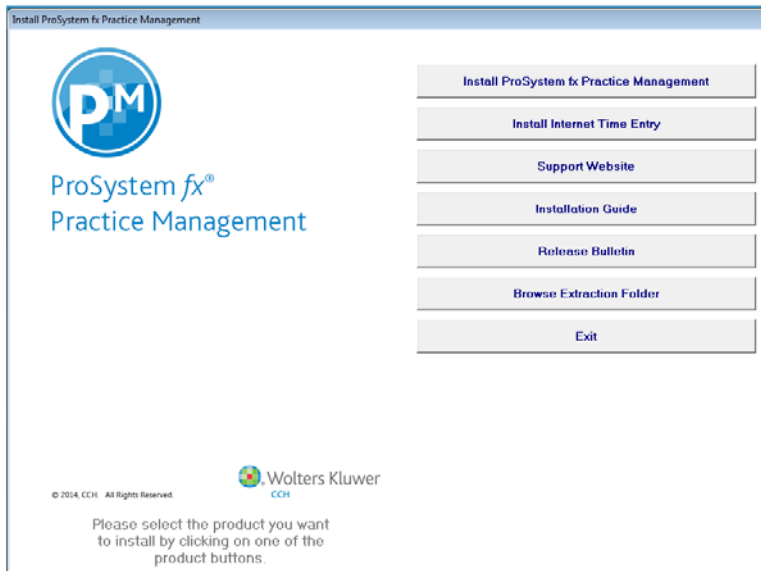 Install ProSystem fx Practice Management
PM
ProSystem fx®
Practice Management
Install ProSystem fx Practice Management
Install Internet Time Entry
Support Website
Installation Guide
Release Bulletin
Browse Extraction Folder
Exit
Wolters Kluwer
CCH
© 2014, CCH. All Rights Reserved.
Please select the product you want
to install by clicking on one of the
product buttons.